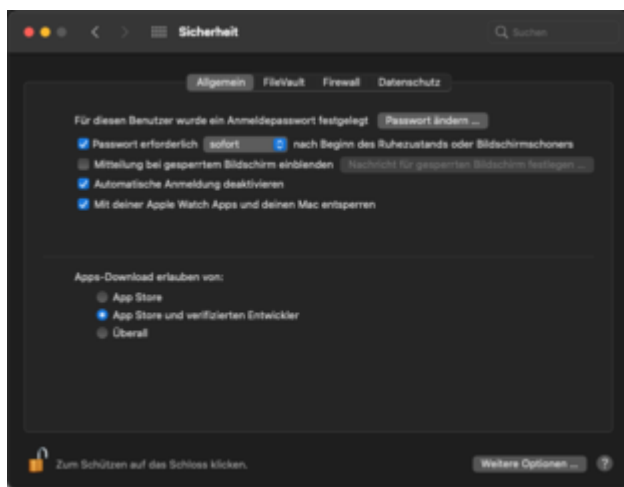 Sicherheit
Suchen
Allgemein FileVault Firewall Datenschutz
Für diesen Benutzer wurde ein Anmeldepasswort festgelegt Passwort ändern ...
Passwort erforderlich sofort nach Beginn des Ruhezustands oder Bildschirmschoners
Mitteilung bei gesperrtem Bildschirm einblenden Nachricht für gesperrten Bildschirm festlegen ...
Automatische Anmeldung deaktivieren
Mit deiner Apple Watch Apps und deinen Mac entsperren
Apps-Download erlauben von:
App Store
App Store und verifizierten Entwickler
Überall
Zum Schützen auf das Schloss klicken.
Weitere Optionen ... ?